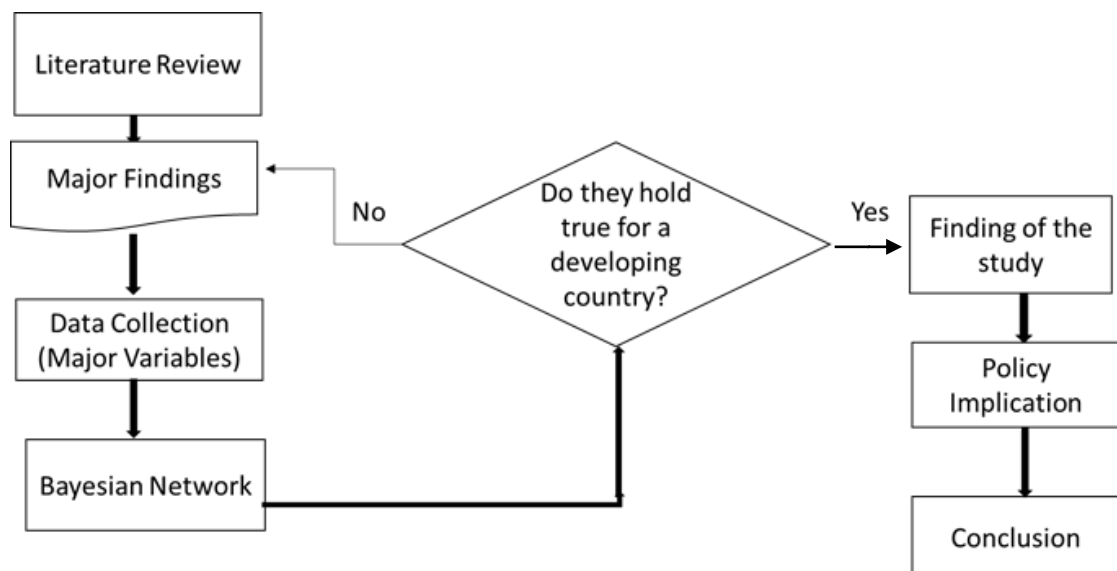 Literature Review
Major Findings
Data Collection
(Major Variables)
Bayesian Network
No
Do they hold
true for a
developing
country?
Yes
Finding of the
study
Policy
Implication
Conclusion